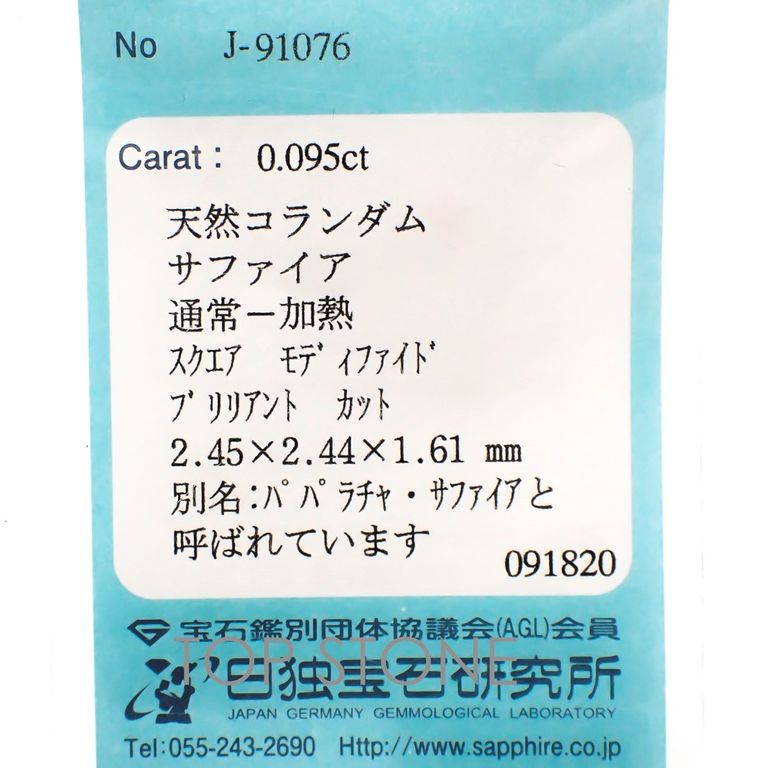 No J-91076
Carat: 0.095ct
天然コランダム
サファイア
通常－加熱
ｽｸｴｱ ﾓﾃﾞｨﾌｧｲﾄﾞ
ﾌﾞﾘﾘｱﾝﾄ ｶｯﾄ
2.45×2.44×1.61 mm
別名:ﾊﾟﾊﾟﾗﾁｬ・ｻﾌｧｲｱと
呼ばれています
091820
宝石鑑別団体協議会(A.G.L)会員
TOP STONE
日独宝石研究所
JAPAN GERMANY GEMMOLOGICAL LABORATORY
Tel:055-243-2690 Http://www.sapphire.co.jp